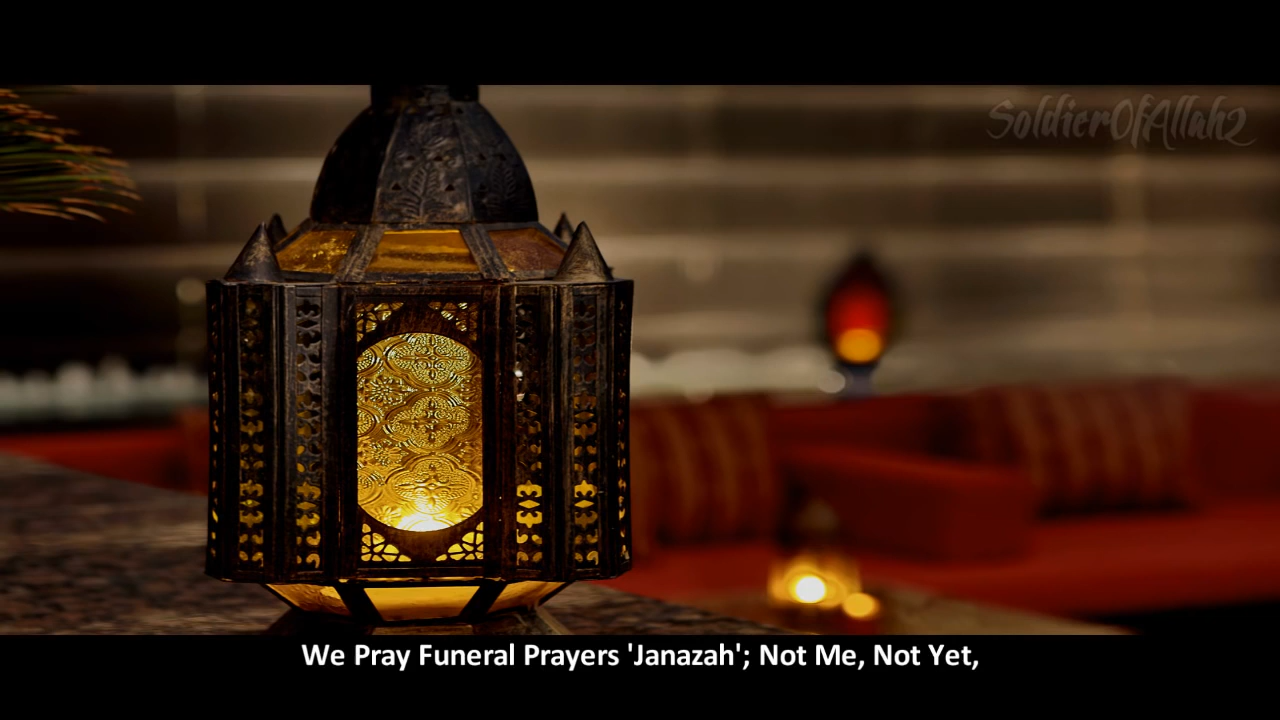 SoldierOfAllah2
We Pray Funeral Prayers 'Janazah'; Not Me, Not Yet,